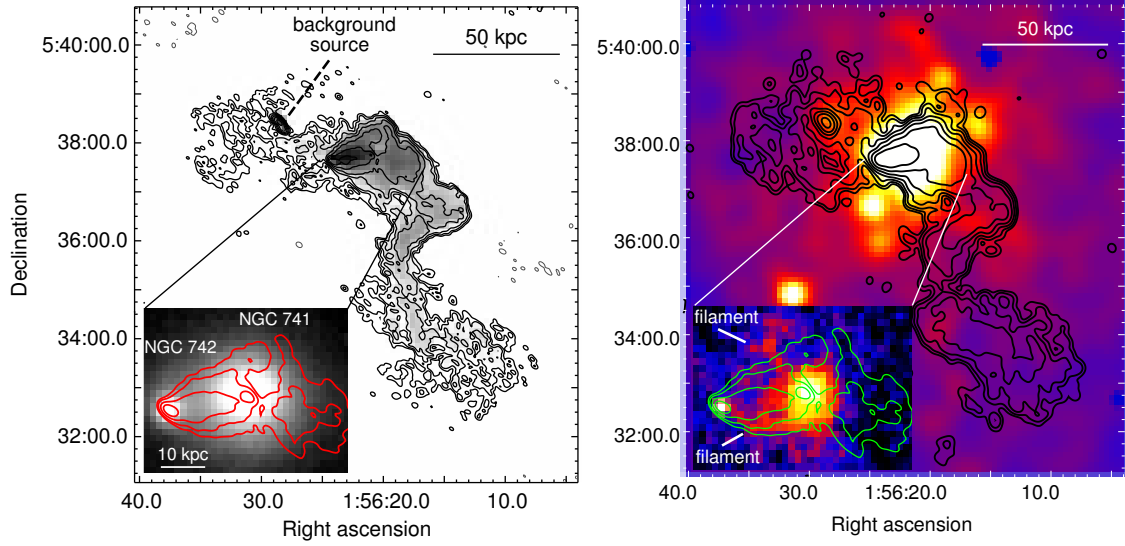 background
source
50 kpc
5:40:00.0
38:00.0
36:00.0
34:00.0
32:00.0
Declination
NGC 741
NGC 742
10 kpc
40.0
30.0
1:56:20.0
10.0
Right ascension
50 kpc
5:40:00.0
38:00.0
36:00.0
34:00.0
32:00.0
filament
filament
40.0
30.0
1:56:20.0
10.0
Right ascension